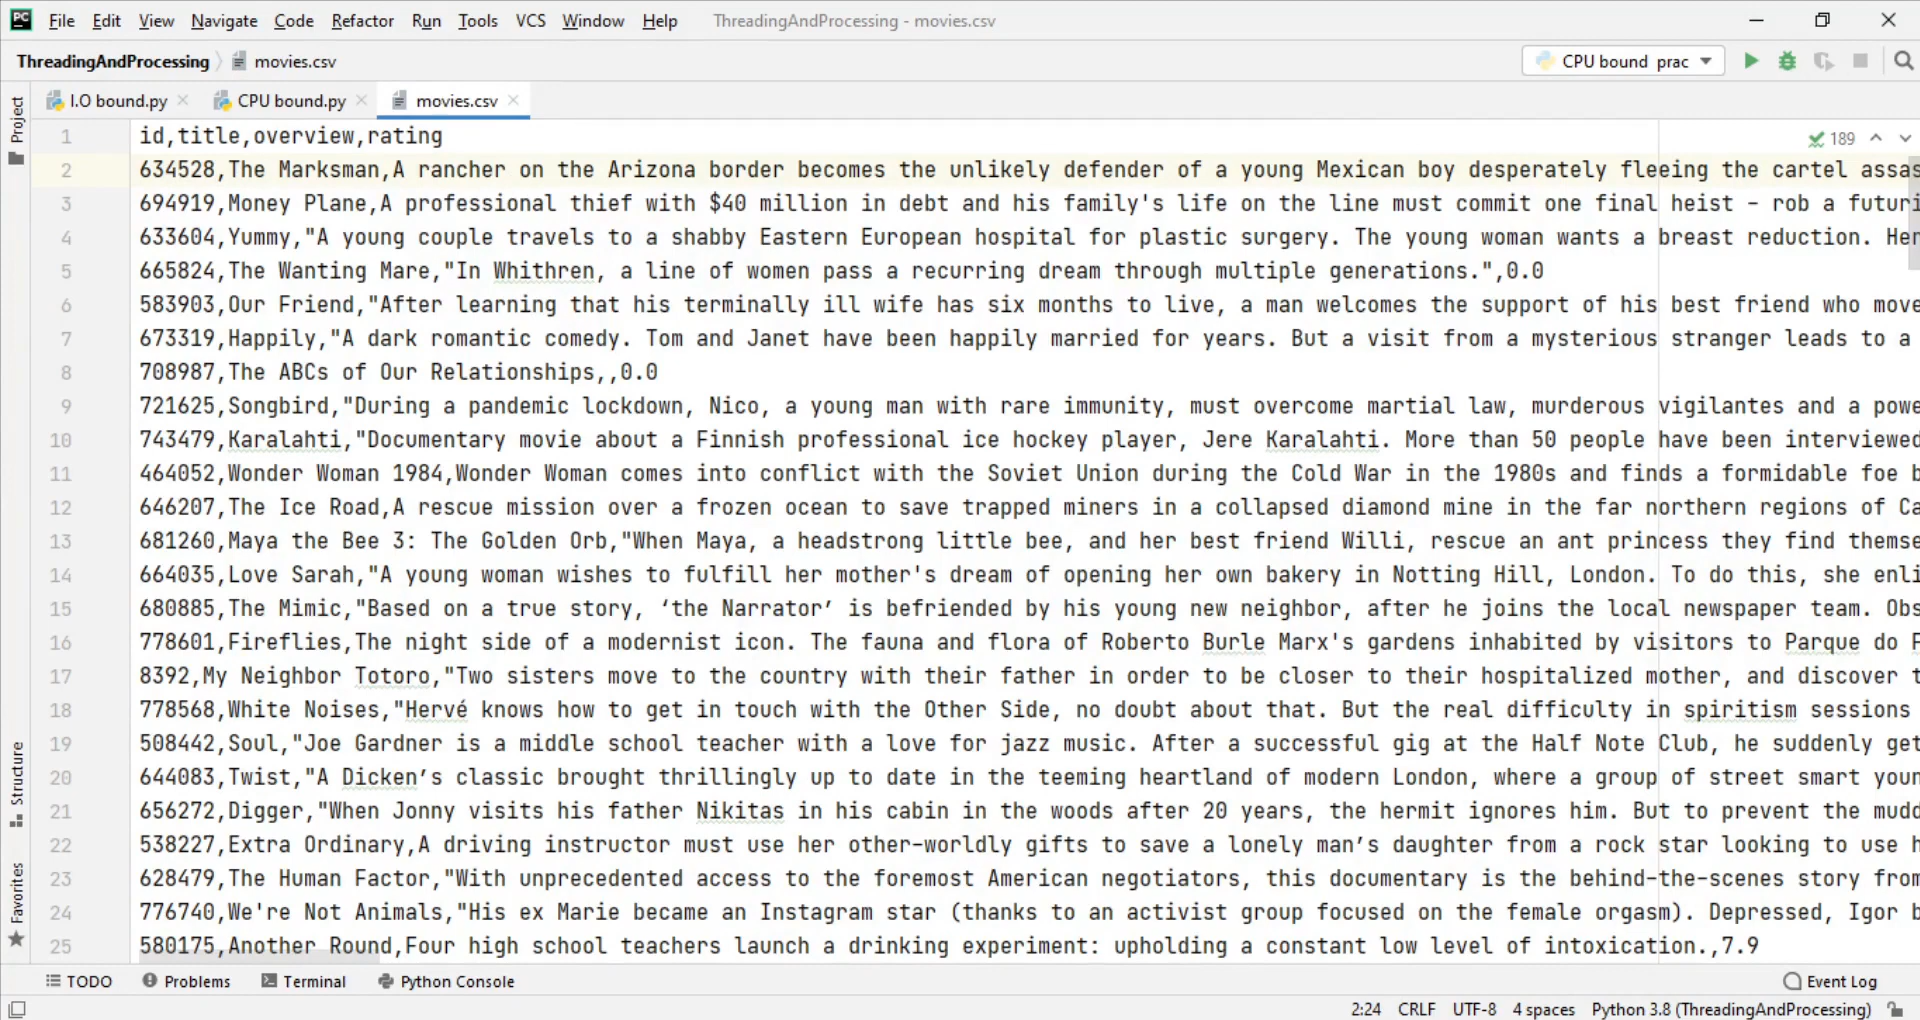 PC File Edit View Navigate Code Refactor Run Tools VCS Window Help ThreadingAndProcessing - movies.csv
ThreadingAndProcessing movies.csv CPU bound prac
I.O bound.py CPU bound.py movies.csv
Project
Structure
Favorites
189
1 id,title,overview,rating
2 634528,The Marksman,A rancher on the Arizona border becomes the unlikely defender of a young Mexican boy desperately fleeing the cartel assas
3 694919,Money Plane,A professional thief with $40 million in debt and his family's life on the line must commit one final heist - rob a futuri
4 633604,Yummy,"A young couple travels to a shabby Eastern European hospital for plastic surgery. The young woman wants a breast reduction. Her
5 665824,The Wanting Mare,"In Whithren, a line of women pass a recurring dream through multiple generations.",0.0
6 583903,Our Friend,"After learning that his terminally ill wife has six months to live, a man welcomes the support of his best friend who move
7 673319,Happily,"A dark romantic comedy. Tom and Janet have been happily married for years. But a visit from a mysterious stranger leads to a
8 708987,The ABCs of Our Relationships,,0.0
9 721625,Songbird,"During a pandemic lockdown, Nico, a young man with rare immunity, must overcome martial law, murderous vigilantes and a powe
10 743479,Karalahti,"Documentary movie about a Finnish professional ice hockey player, Jere Karalahti. More than 50 people have been interviewed
11 464052,Wonder Woman 1984,Wonder Woman comes into conflict with the Soviet Union during the Cold War in the 1980s and finds a formidable foe b
12 646207,The Ice Road,A rescue mission over a frozen ocean to save trapped miners in a collapsed diamond mine in the far northern regions of Ca
13 681260,Maya the Bee 3: The Golden Orb,"When Maya, a headstrong little bee, and her best friend Willi, rescue an ant princess they find themse
14 664035,Love Sarah,"A young woman wishes to fulfill her mother's dream of opening her own bakery in Notting Hill, London. To do this, she enli
15 680885,The Mimic,"Based on a true story, ‘the Narrator’ is befriended by his young new neighbor, after he joins the local newspaper team. Obs
16 778601,Fireflies,The night side of a modernist icon. The fauna and flora of Roberto Burle Marx's gardens inhabited by visitors to Parque do F
17 8392,My Neighbor Totoro,"Two sisters move to the country with their father in order to be closer to their hospitalized mother, and discover t
18 778568,White Noises,"Hervé knows how to get in touch with the Other Side, no doubt about that. But the real difficulty in spiritism sessions
19 508442,Soul,"Joe Gardner is a middle school teacher with a love for jazz music. After a successful gig at the Half Note Club, he suddenly get
20 644083,Twist,"A Dicken’s classic brought thrillingly up to date in the teeming heartland of modern London, where a group of street smart youn
21 656272,Digger,"When Jonny visits his father Nikitas in his cabin in the woods after 20 years, the hermit ignores him. But to prevent the mudd
22 538227,Extra Ordinary,A driving instructor must use her other-worldly gifts to save a lonely man’s daughter from a rock star looking to use h
23 628479,The Human Factor,"With unprecedented access to the foremost American negotiators, this documentary is the behind-the-scenes story from
24 776740,We're Not Animals,"His ex Marie became an Instagram star (thanks to an activist group focused on the female orgasm). Depressed, Igor b
25 580175,Another Round,Four high school teachers launch a drinking experiment: upholding a constant low level of intoxication.,7.9
TODO Problems Terminal Python Console Event Log
2:24 CRLF UTF-8 4 spaces Python 3.8 (ThreadingAndProcessing)